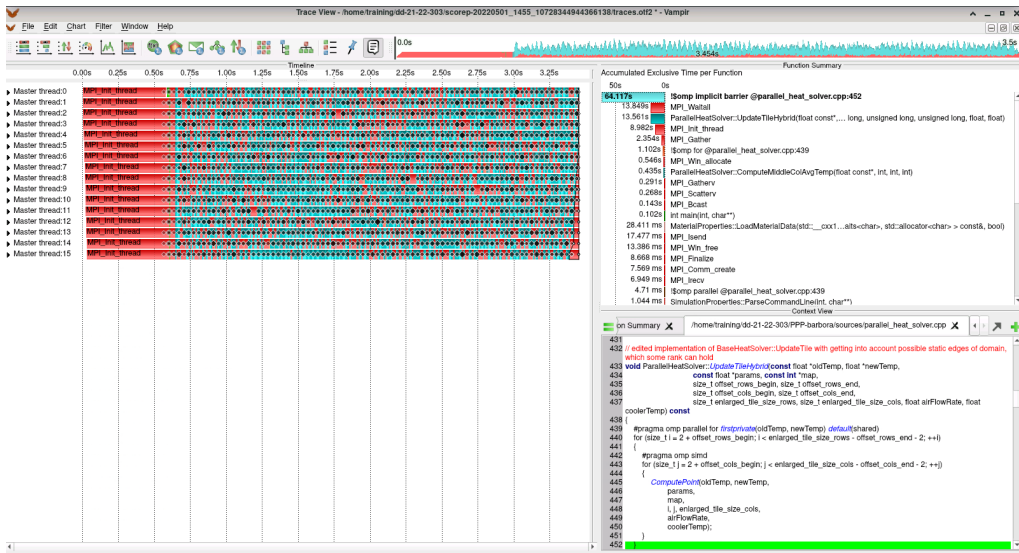 Trace View - /home/training/dd-21-22-303/scorep-20220501_1455_10728344944366138/traces.otf2 * - Vampir
File Edit Chart Filter Window Help
0.0s 3.454s 3.5s
Timeline
0.00s 0.25s 0.50s 0.75s 1.00s 1.25s 1.50s 1.75s 2.00s 2.25s 2.50s 2.75s 3.00s 3.25s
Master thread:0 MPI_Init_thread
Master thread:1 MPI_Init_thread
Master thread:2 MPI_Init_thread
Master thread:3 MPI_Init_thread
Master thread:4 MPI_Init_thread
Master thread:5 MPI_Init_thread
Master thread:6 MPI_Init_thread
Master thread:7 MPI_Init_thread
Master thread:8 MPI_Init_thread
Master thread:9 MPI_Init_thread
Master thread:10 MPI_Init_thread
Master thread:11 MPI_Init_thread
Master thread:12 MPI_Init_thread
Master thread:13 MPI_Init_thread
Master thread:14 MPI_Init_thread
Master thread:15 MPI_Init_thread
Function Summary
Accumulated Exclusive Time per Function
50s 0s
64.117s !$omp implicit barrier @parallel_heat_solver.cpp:452
13.849s MPI_Waitall
13.561s ParallelHeatSolver::UpdateTileHybrid(float const*,... long, unsigned long, unsigned long, float, float)
8.982s MPI_Init_thread
2.354s MPI_Gather
1.102s !$omp for @parallel_heat_solver.cpp:439
0.546s MPI_Win_allocate
0.435s ParallelHeatSolver::ComputeMiddleColAvgTemp(float const*, int, int, int)
0.291s MPI_Gatherv
0.268s MPI_Scatterv
0.143s MPI_Bcast
0.102s int main(int, char**)
28.411 ms MaterialProperties::LoadMaterialData(std::__cxx1...aits<char>, std::allocator<char> > const&, bool)
17.477 ms MPI_Isend
13.386 ms MPI_Win_free
8.668 ms MPI_Finalize
7.569 ms MPI_Comm_create
6.949 ms MPI_Irecv
4.71 ms !$omp parallel @parallel_heat_solver.cpp:439
1.044 ms SimulationProperties::ParseCommandLine(int, char**)
Context View
on Summary X /home/training/dd-21-22-303/PPP-barbora/sources/parallel_heat_solver.cpp X
431
432 // edited implementation of BaseHeatSolver::UpdateTile with getting into account possible static edges of domain,
which some rank can hold
433 void ParallelHeatSolver::UpdateTileHybrid(const float *oldTemp, float *newTemp,
434 const float *params, const int *map,
435 size_t offset_rows_begin, size_t offset_rows_end,
436 size_t offset_cols_begin, size_t offset_cols_end,
437 size_t enlarged_tile_size_rows, size_t enlarged_tile_size_cols, float airFlowRate, float
coolerTemp) const
438 {
439 #pragma omp parallel for firstprivate(oldTemp, newTemp) default(shared)
440 for (size_t i = 2 + offset_rows_begin; i < enlarged_tile_size_rows - offset_rows_end - 2; ++i)
441 {
442 #pragma omp simd
443 for (size_t j = 2 + offset_cols_begin; j < enlarged_tile_size_cols - offset_cols_end - 2; ++j)
444 {
445 ComputePoint(oldTemp, newTemp,
446 params,
447 map,
448 i, j, enlarged_tile_size_cols,
449 airFlowRate,
450 coolerTemp);
451 }
452 }